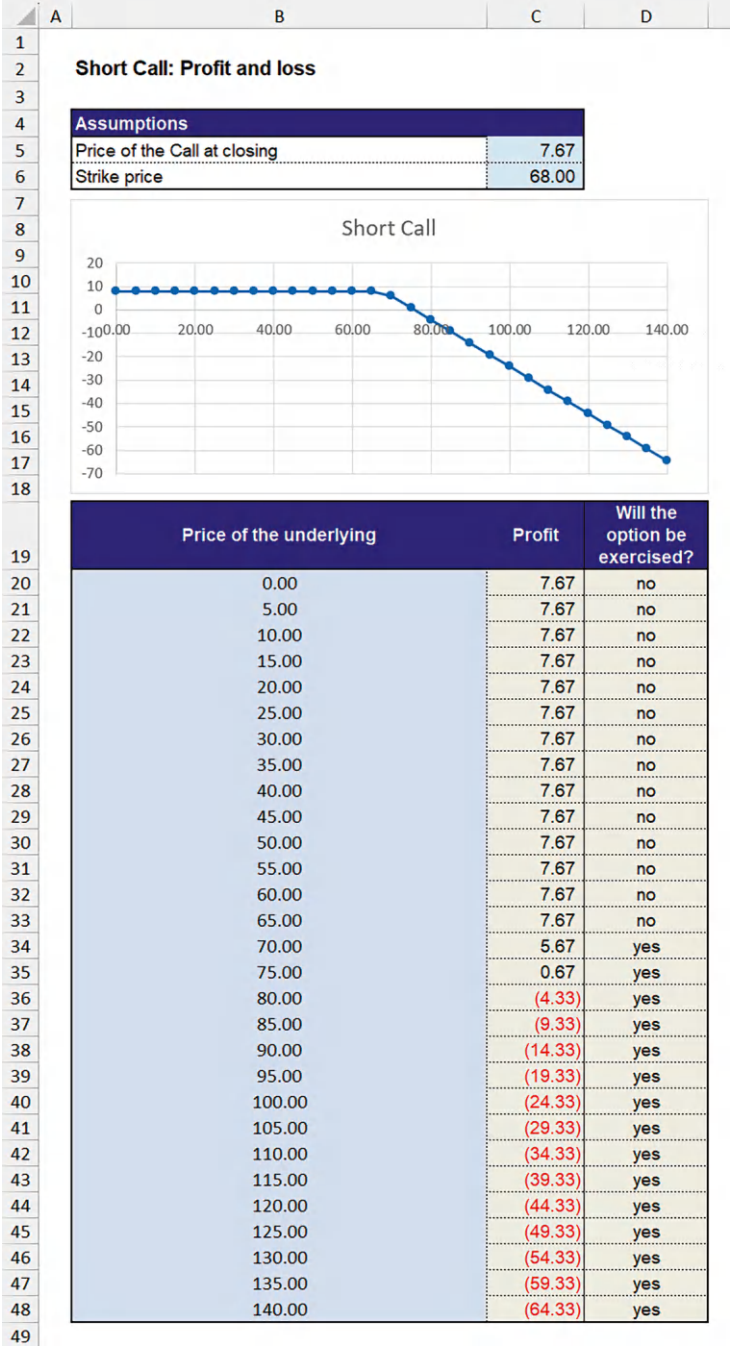 A B C D
1
2 Short Call: Profit and loss
3
4 Assumptions
5 Price of the Call at closing 7.67
6 Strike price 68.00
7
8 Short Call
9 20
10 10
11 0
12 -10 0.00 20.00 40.00 60.00 80.00 100.00 120.00 140.00
13 -20
14 -30
-40
15
16 -50
-60
17 -70
18
19 Price of the underlying Profit Will the option be exercised?
20 0.00 7.67 no
21 5.00 7.67 no
22 10.00 7.67 no
23 15.00 7.67 no
24 20.00 7.67 no
25 25.00 7.67 no
26 30.00 7.67 no
27 35.00 7.67 no
28 40.00 7.67 no
29 45.00 7.67 no
30 50.00 7.67 no
31 55.00 7.67 no
32 60.00 7.67 no
33 65.00 7.67 no
34 70.00 5.67 yes
35 75.00 0.67 yes
36 80.00 (4.33) yes
37 85.00 (9.33) yes
38 90.00 (14.33) yes
39 95.00 (19.33) yes
40 100.00 (24.33) yes
41 105.00 (29.33) yes
42 110.00 (34.33) yes
43 115.00 (39.33) yes
44 120.00 (44.33) yes
45 125.00 (49.33) yes
46 130.00 (54.33) yes
47 135.00 (59.33) yes
48 140.00 (64.33) yes
49